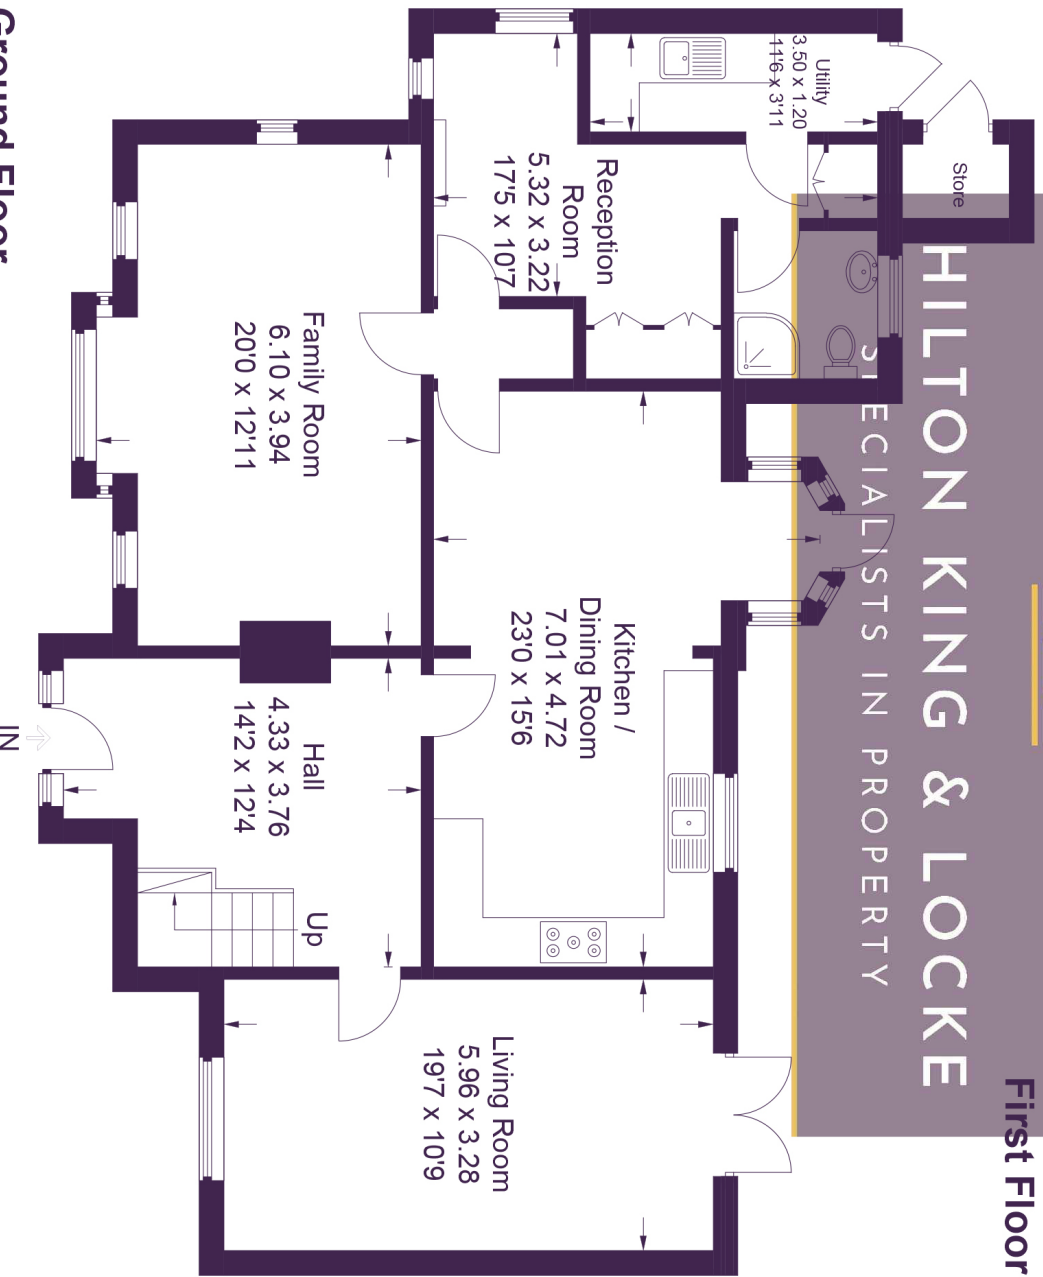 First Floor
HILTON KING & LOCKE
SPECIALISTS IN PROPERTY
Store
Utility
3.50 x 1.20
11'6 x 3'11
Reception
Room
5.32 x 3.22
17'5 x 10'7
Kitchen /
Dining Room
7.01 x 4.72
23'0 x 15'6
Living Room
5.96 x 3.28
19'7 x 10'9
Family Room
6.10 x 3.94
20'0 x 12'11
Hall
4.33 x 3.76
14'2 x 12'4
Up
IN
Ground Floor